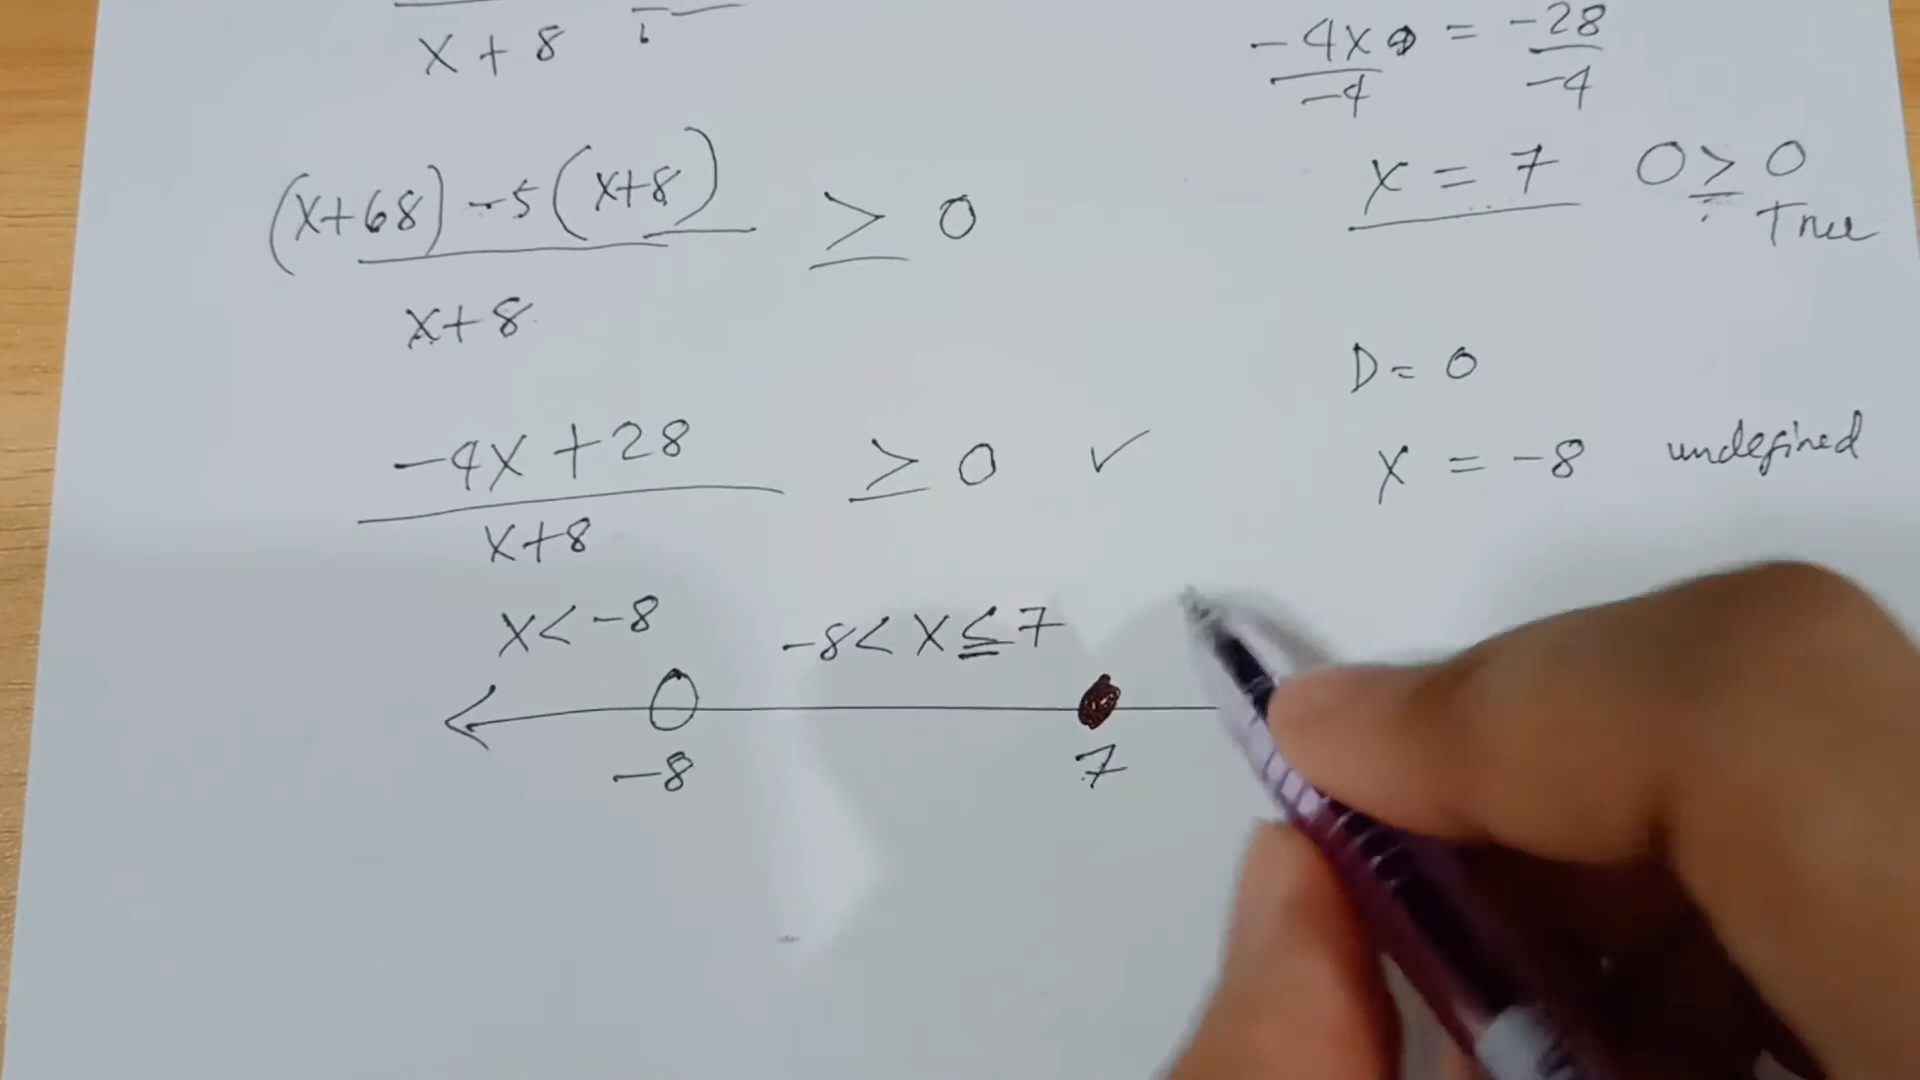 x + 8
(x+68) - 5 (x+8) ≥ 0
x+8
-4x + 28 ≥ 0 ✓
x+8
x < -8 -8 < x ≤ 7
-8 7
-4x = -28
-4 -4
x = 7 0 ≥ 0
True
D = 0
x = -8 undefined